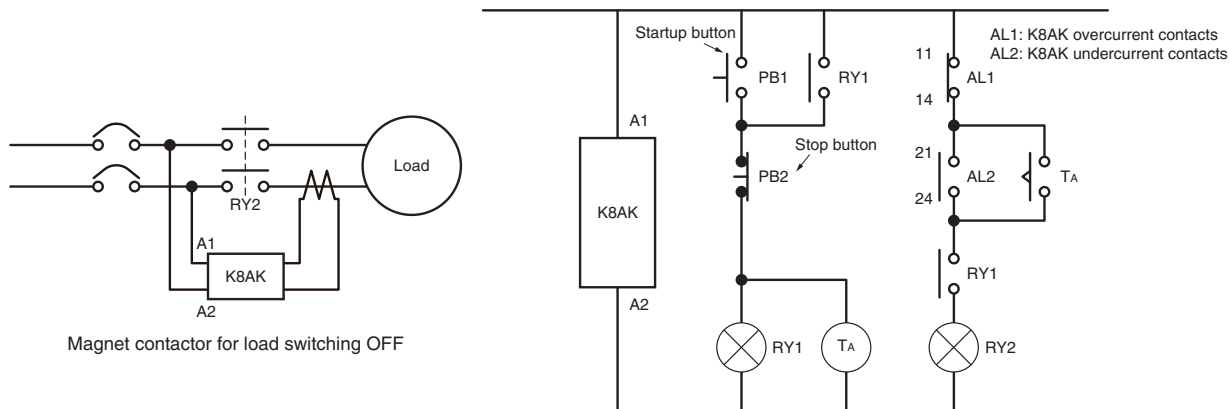 Load
RY2
A1
K8AK
A2
Magnet contactor for load switching OFF
A1
K8AK
A2
Startup button
PB1
RY1
Stop button
PB2
RY1
TA
AL1: K8AK overcurrent contacts
AL2: K8AK undercurrent contacts
11
AL1
14
21
AL2
TA
24
RY1
RY2